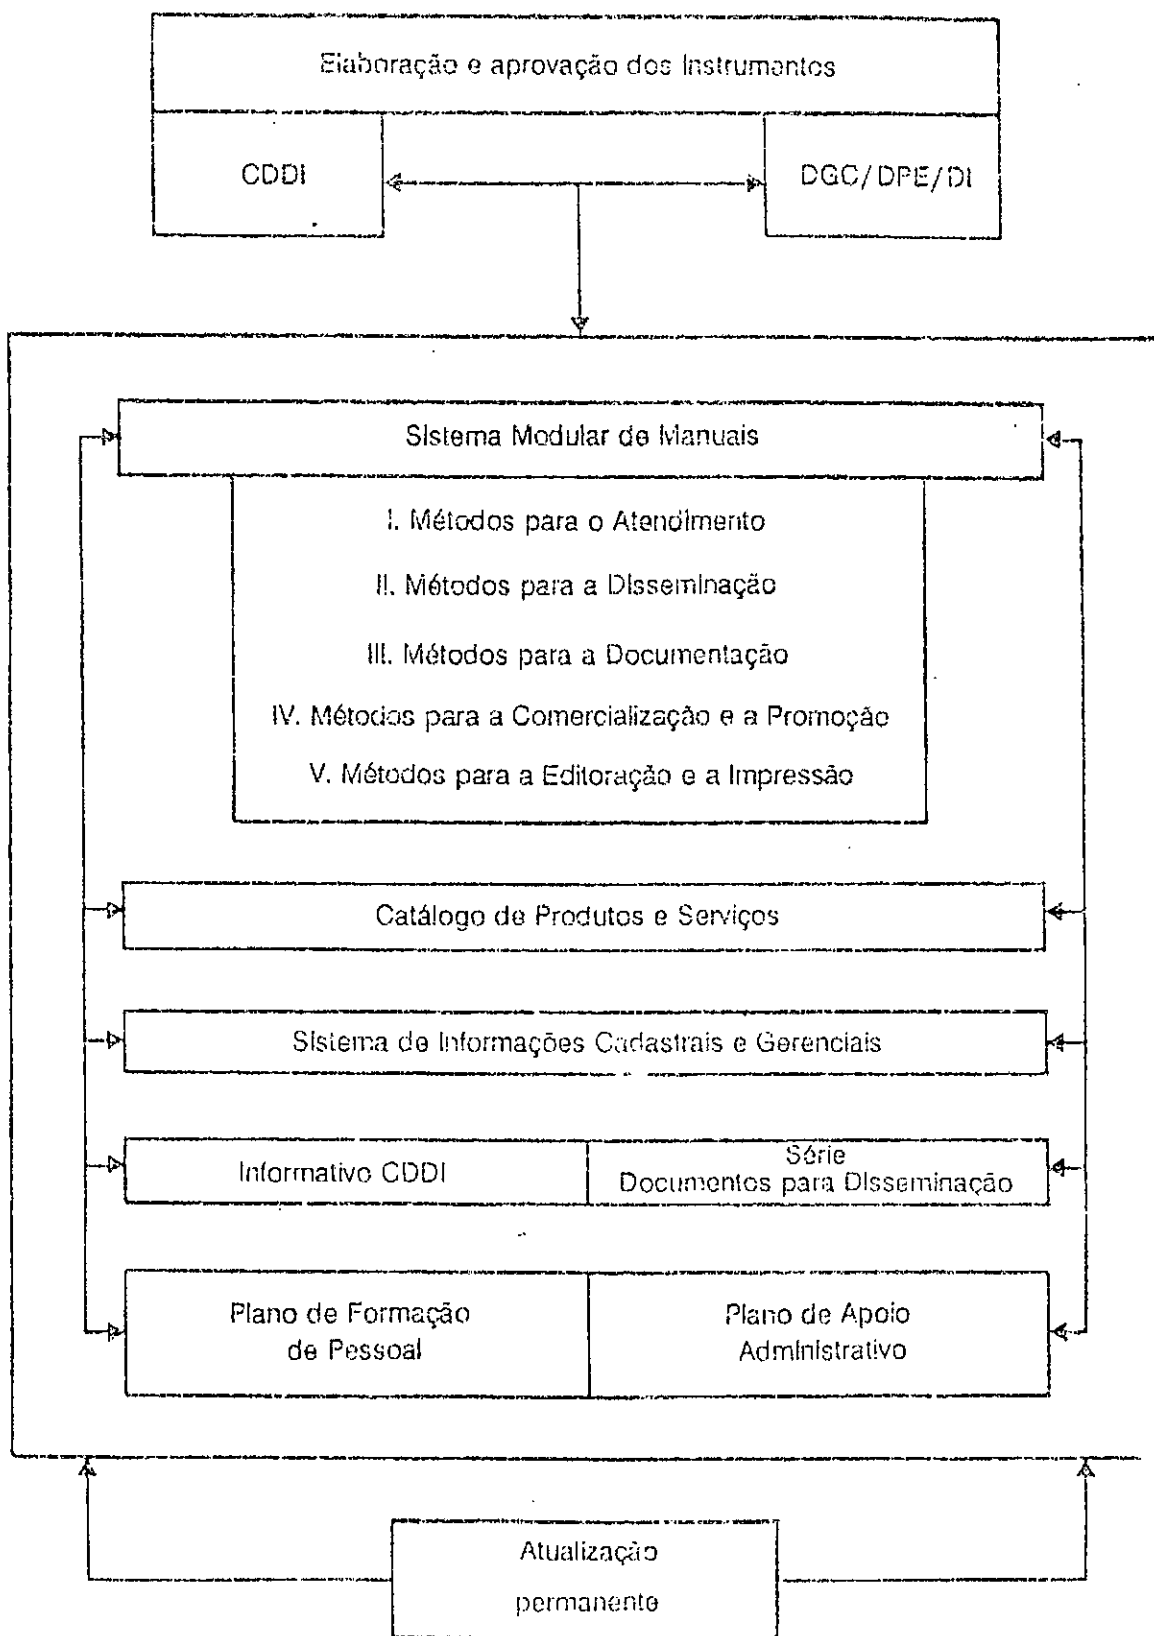 Elaboração e aprovação dos Instrumentos
CDDI
DGC/DPE/DI
Sistema Modular de Manuais
I. Métodos para o Atendimento
II. Métodos para a Disseminação
III. Métodos para a Documentação
IV. Métodos para a Comercialização e a Promoção
V. Métodos para a Editoração e a Impressão
Catálogo de Produtos e Serviços
Sistema de Informações Cadastrais e Gerenciais
Informativo CDDI
Série
Documentos para Disseminação
Plano de Formação
de Pessoal
Plano de Apoio
Administrativo
Atualização
permanente